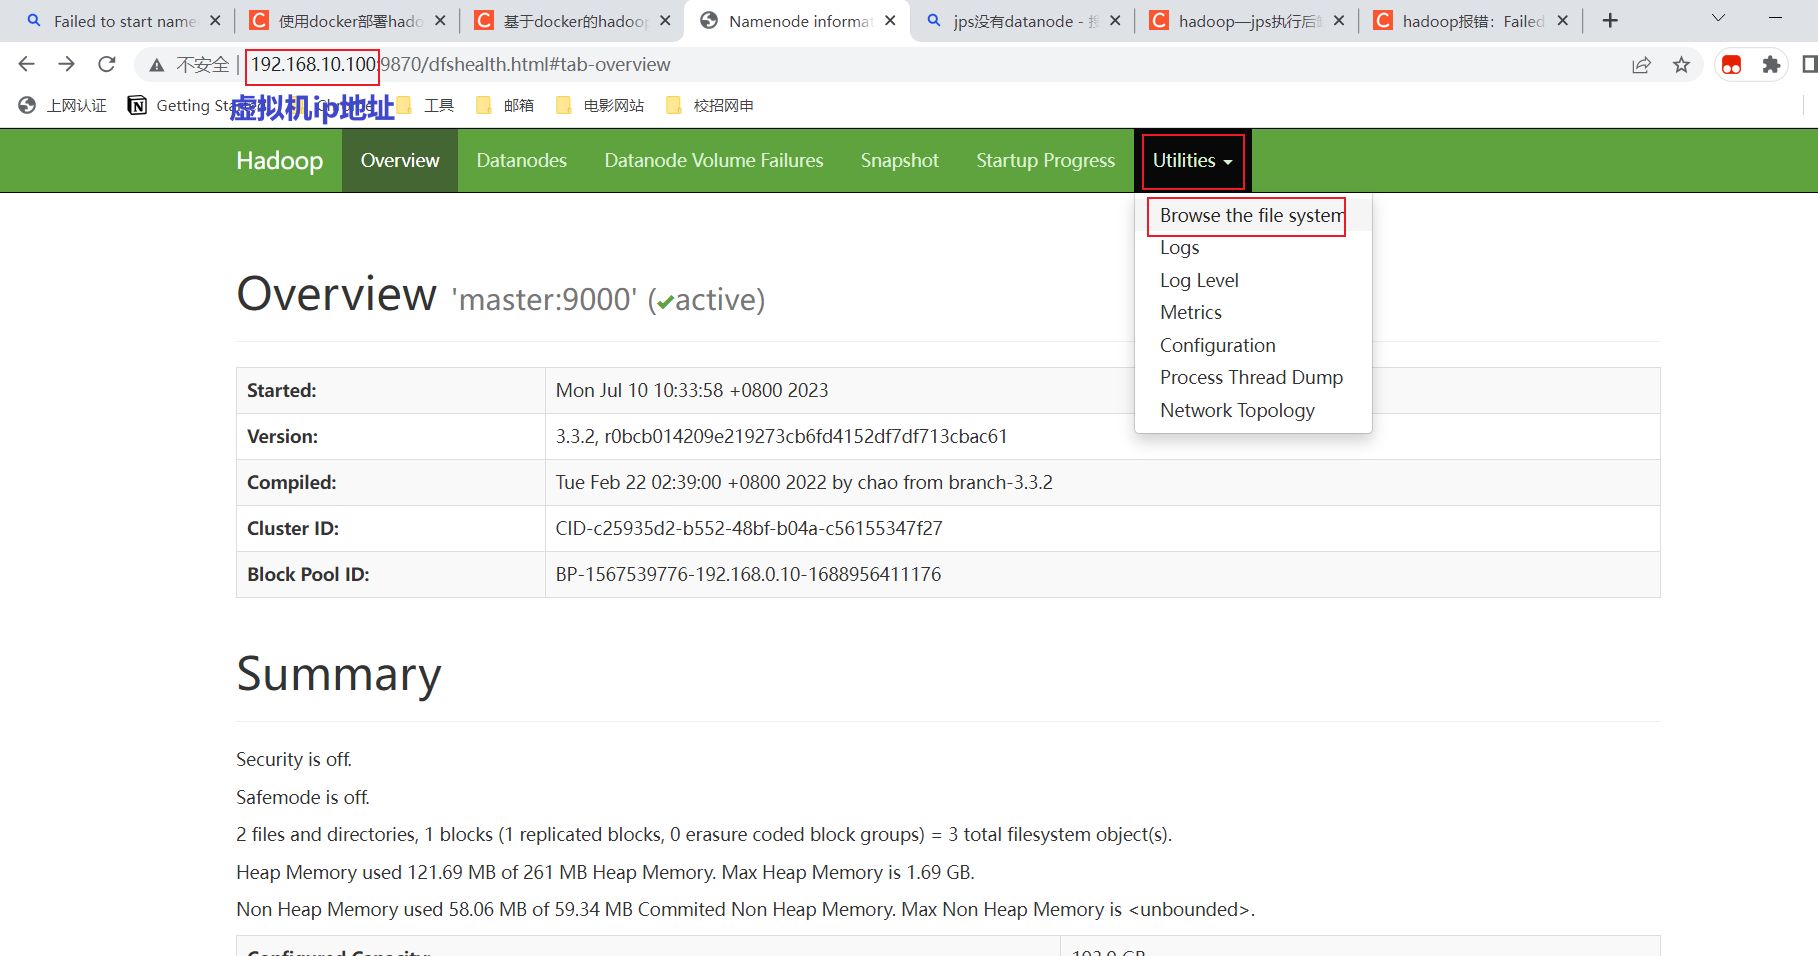 Failed to start name
使用docker部署hado
基于docker的hadoop
Namenode informat
jps没有datanode - 搜
hadoop—jps执行后
hadoop报错：Failed
不安全 | 192.168.10.100:9870/dfshealth.html#tab-overview
上网认证
Getting Sta
虚拟机ip地址
工具
邮箱
电影网站
校招网申
Hadoop
Overview
Datanodes
Datanode Volume Failures
Snapshot
Startup Progress
Utilities
Browse the file system
Logs
Log Level
Metrics
Configuration
Process Thread Dump
Network Topology
Overview 'master:9000' (✔active)
Started: Mon Jul 10 10:33:58 +0800 2023
Version: 3.3.2, r0bcb014209e219273cb6fd4152df7df713cbac61
Compiled: Tue Feb 22 02:39:00 +0800 2022 by chao from branch-3.3.2
Cluster ID: CID-c25935d2-b552-48bf-b04a-c56155347f27
Block Pool ID: BP-1567539776-192.168.0.10-1688956411176
Summary
Security is off.
Safemode is off.
2 files and directories, 1 blocks (1 replicated blocks, 0 erasure coded block groups) = 3 total filesystem object(s).
Heap Memory used 121.69 MB of 261 MB Heap Memory. Max Heap Memory is 1.69 GB.
Non Heap Memory used 58.06 MB of 59.34 MB Commited Non Heap Memory. Max Non Heap Memory is <unbounded>.
Configured Capacity: